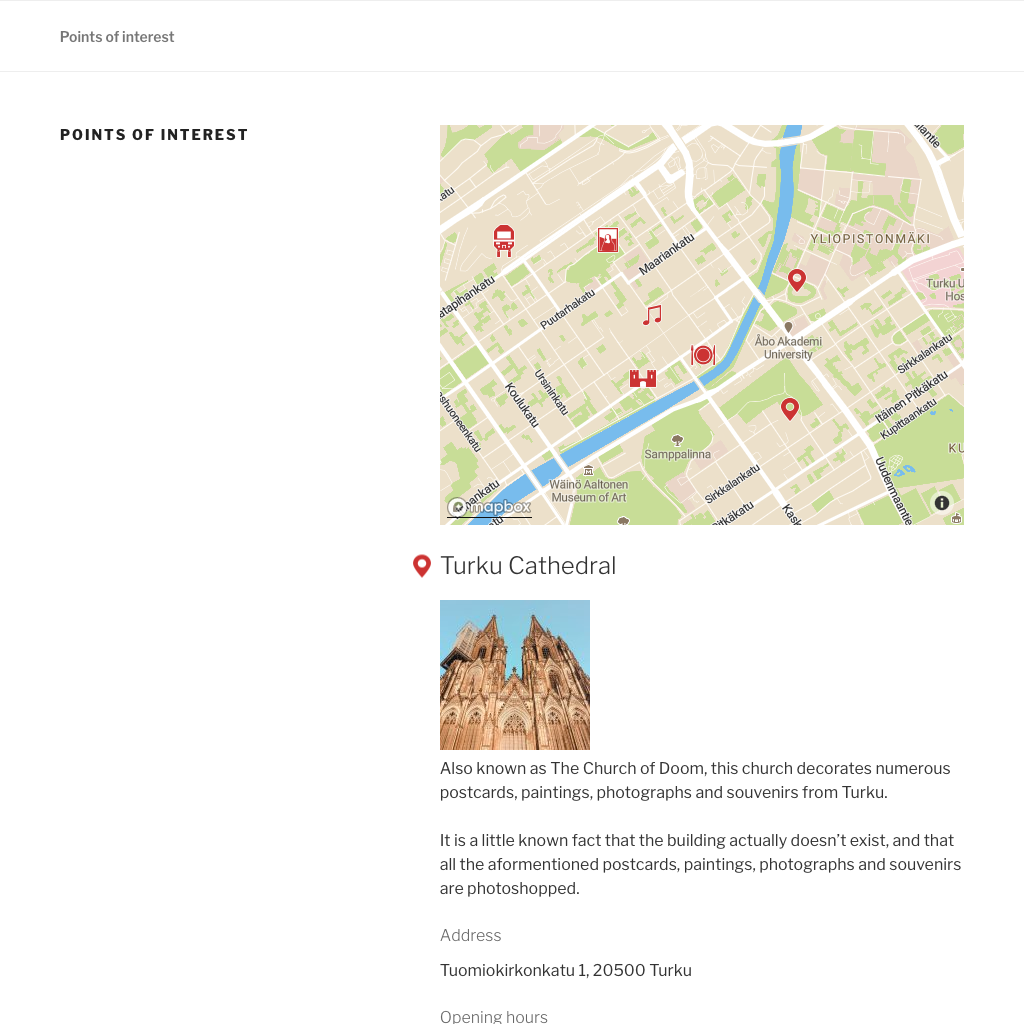 Points of interest
POINTS OF INTEREST
YLIOPISTONMÄKI
Maariankatu
Puutarhakatu
Turku U
Hos
Åbo Akademi
University
Sirkkalankatu
Itäinen Pitkäkatu
Kupittaankatu
Ursininkatu
Koulukatu
Samppalinna
KU
Wäinö Aaltonen
Museum of Art
Sirkkalankatu
Uudenmaantie
Kask
mapbox
Turku Cathedral
Also known as The Church of Doom, this church decorates numerous
postcards, paintings, photographs and souvenirs from Turku.
It is a little known fact that the building actually doesn’t exist, and that
all the aformentioned postcards, paintings, photographs and souvenirs
are photoshopped.
Address
Tuomiokirkonkatu 1, 20500 Turku
Opening hours